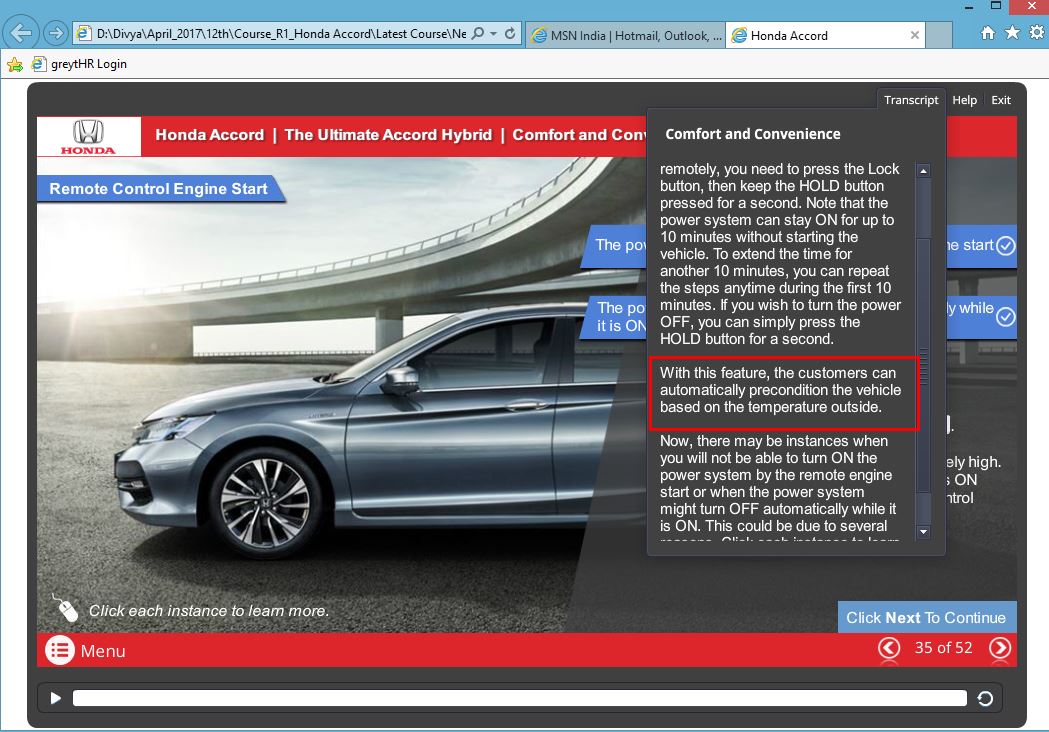 D:\Divya\April_2017\12th\Course_R1_Honda Accord\Latest Course\Ne
MSN India | Hotmail, Outlook, ...
Honda Accord
greytHR Login
Transcript
Help
Exit
HONDA
Honda Accord | The Ultimate Accord Hybrid | Comfort and Conv
Remote Control Engine Start
The pov
ne start
The po
ly while
it is ON
Comfort and Convenience
remotely, you need to press the Lock
button, then keep the HOLD button
pressed for a second. Note that the
power system can stay ON for up to
10 minutes without starting the
vehicle. To extend the time for
another 10 minutes, you can repeat
the steps anytime during the first 10
minutes. If you wish to turn the power
OFF, you can simply press the
HOLD button for a second.
With this feature, the customers can
automatically precondition the vehicle
based on the temperature outside.
Now, there may be instances when
you will not be able to turn ON the
power system by the remote engine
start or when the power system
might turn OFF automatically while it
is ON. This could be due to several
reasons. Click each instance to learn
ely high.
s ON
ntrol
Click each instance to learn more.
Click Next To Continue
Menu
35 of 52